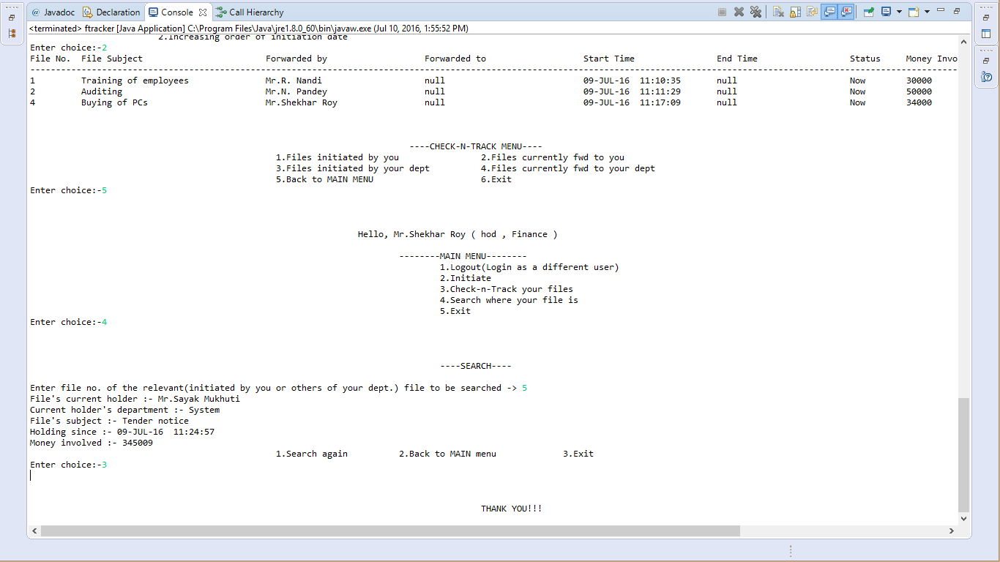 @ Javadoc Declaration Console Call Hierarchy
<terminated> ftracker [Java Application] C:\Program Files\Java\jre1.8.0_60\bin\javaw.exe (Jul 10, 2016, 1:55:52 PM)
2.Increasing order of initiation date
Enter choice:-2
File No. File Subject Forwarded by Forwarded to Start Time End Time Status Money Invo
--------------------------------------------------------------------------------
1 Training of employees Mr.R. Nandi null 09-JUL-16 11:10:35 null Now 30000
2 Auditing Mr.N. Pandey null 09-JUL-16 11:11:29 null Now 50000
4 Buying of PCs Mr.Shekhar Roy null 09-JUL-16 11:17:09 null Now 34000
----CHECK-N-TRACK MENU----
1.Files initiated by you 2.Files currently fwd to you
3.Files initiated by your dept 4.Files currently fwd to your dept
5.Back to MAIN MENU 6.Exit
Enter choice:-5
Hello, Mr.Shekhar Roy ( hod , Finance )
--------MAIN MENU--------
1.Logout(Login as a different user)
2.Initiate
3.Check-n-Track your files
4.Search where your file is
5.Exit
Enter choice:-4
----SEARCH----
Enter file no. of the relevant(initiated by you or others of your dept.) file to be searched -> 5
File's current holder :- Mr.Sayak Mukhuti
Current holder's department :- System
File's subject :- Tender notice
Holding since :- 09-JUL-16 11:24:57
Money involved :- 345009
1.Search again 2.Back to MAIN menu 3.Exit
Enter choice:-3
THANK YOU!!!